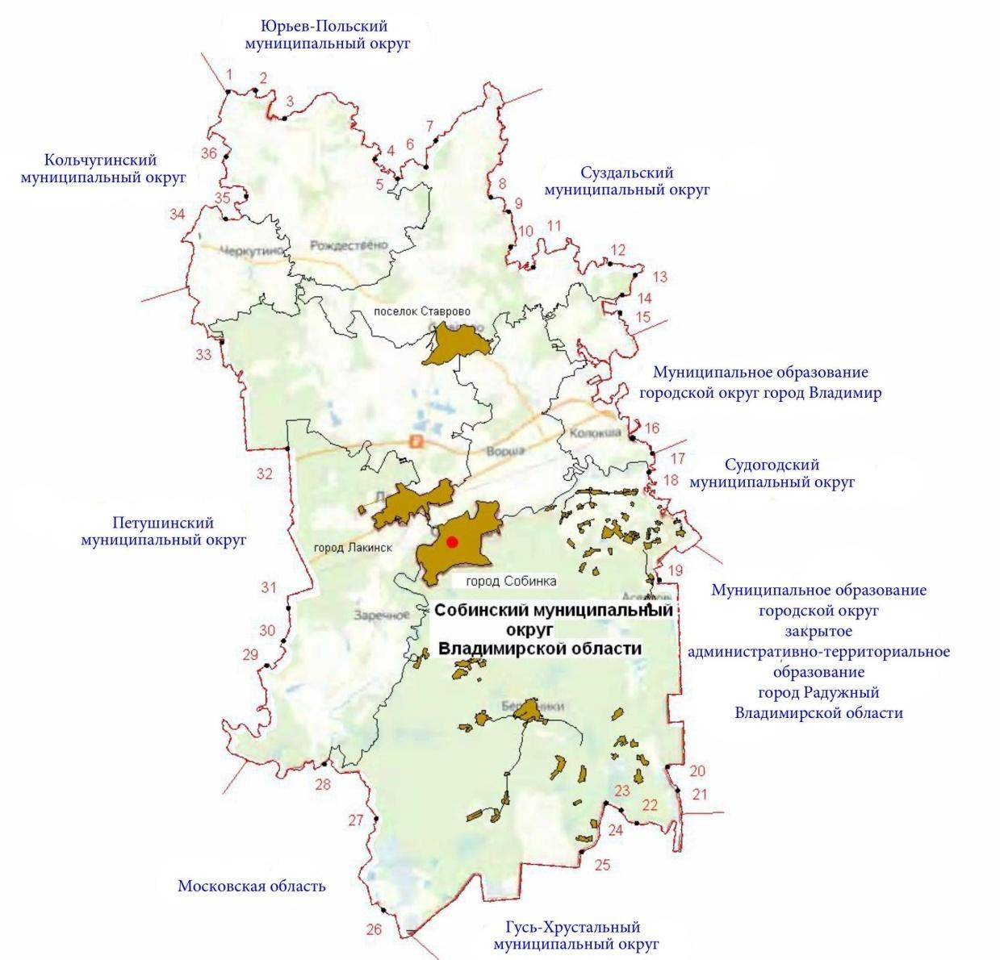 Юрьев-Польский
муниципальный округ
1
2
3
4
5
6
7
Кольчугинский
муниципальный округ
36
35
34
Суздальский
муниципальный округ
8
9
10
11
12
13
14
15
Черкутино
Рождествено
поселок Ставрово
33
Муниципальное образование
городской округ город Владимир
16
17
18
Колокша
Ворша
32
Судогодский
муниципальный округ
Петушинский
муниципальный округ
город Лакинск
город Собинка
19
31
30
29
Заречное
Собинский муниципальный
округ
Владимирской области
Муниципальное образование
городской округ
закрытое
административно-территориальное
образование
город Радужный
Владимирской области
20
21
22
23
24
25
28
27
26
Московская область
Гусь-Хрустальный
муниципальный округ